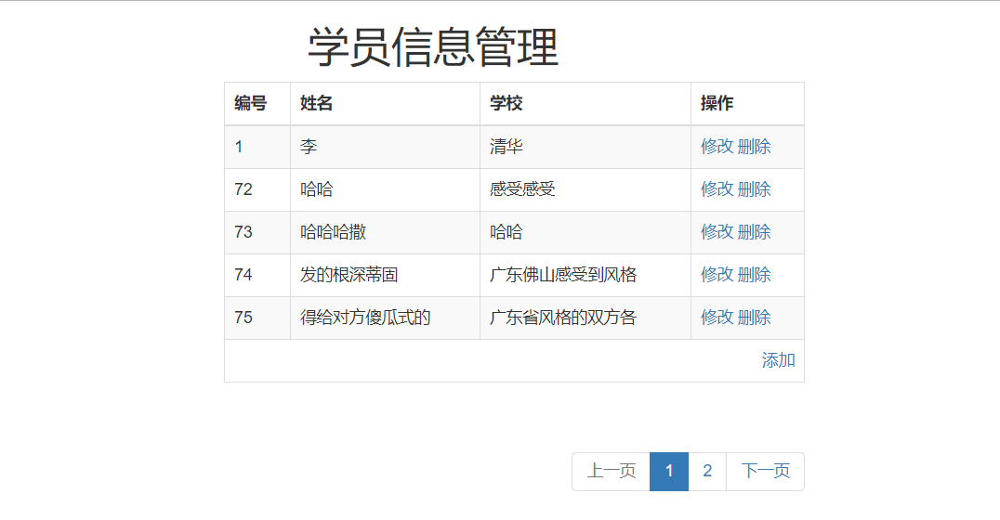 学员信息管理
编号 姓名 学校 操作
1 李 清华 修改 删除
72 哈哈 感受感受 修改 删除
73 哈哈哈撒 哈哈 修改 删除
74 发的根深蒂固 广东佛山感受到风格 修改 删除
75 得给对方傻瓜式的 广东省风格的双方各 修改 删除
添加
上一页 1 2 下一页